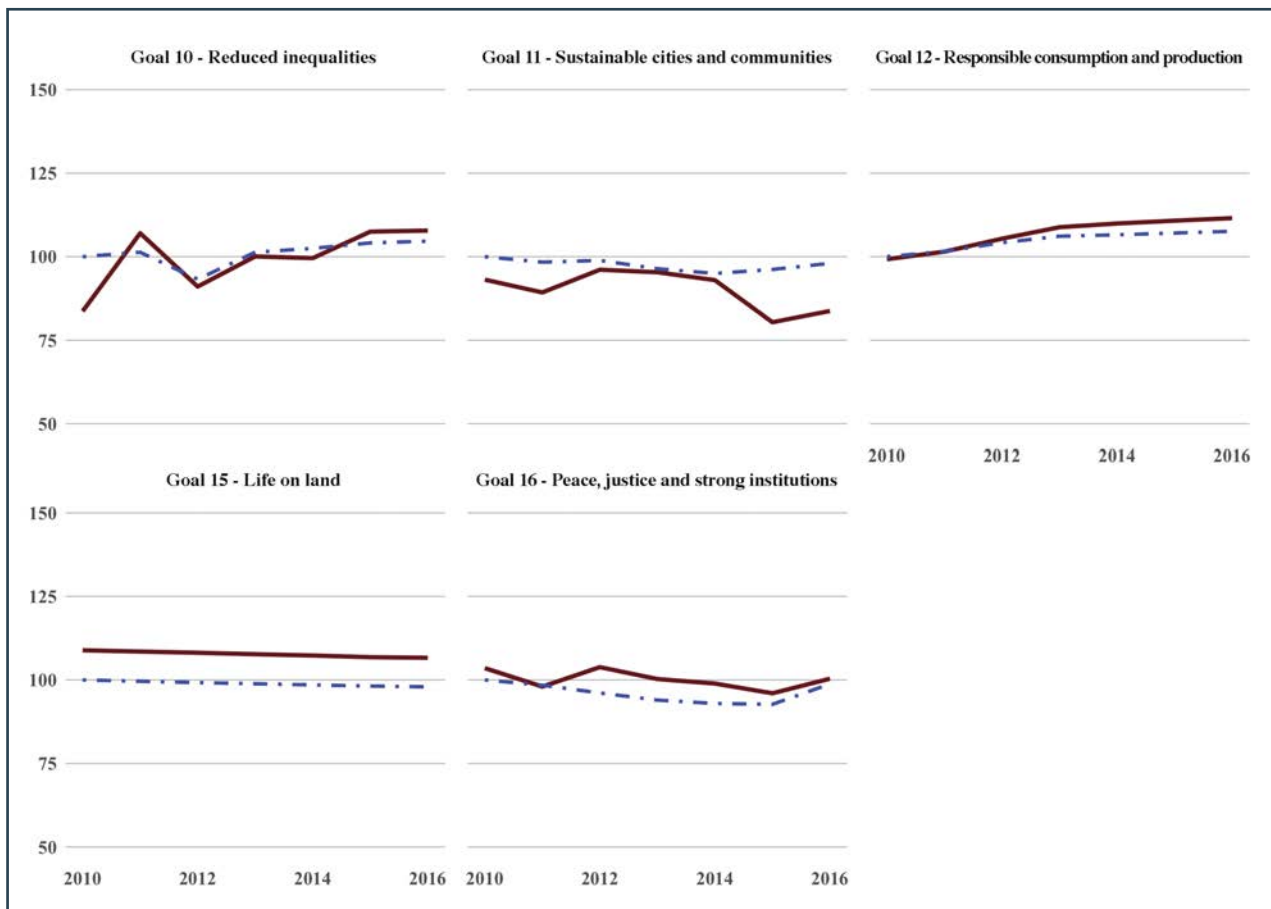 Goal 10 - Reduced inequalities
Goal 11 - Sustainable cities and communities
Goal 12 - Responsible consumption and production
150
125
100
75
50
2010 2012 2014 2016
Goal 15 - Life on land
Goal 16 - Peace, justice and strong institutions
150
125
100
75
50
2010 2012 2014 2016
2010 2012 2014 2016